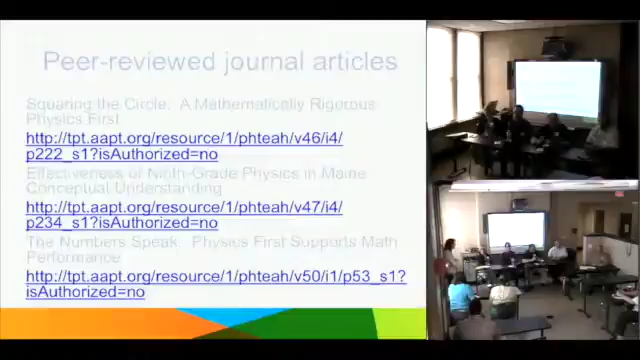 Peer-reviewed journal articles
Squaring the Circle. A Mathematically Rigorous
Physics First
http://tpt.aapt.org/resource/1/phteah/v46/i4/
p222_s1?isAuthorized=no
Effectiveness of Ninth-Grade Physics in Maine
Conceptual Understanding
http://tpt.aapt.org/resource/1/phteah/v47/i4/
p234_s1?isAuthorized=no
The Numbers Speak. Physics First Supports Math
Performance
http://tpt.aapt.org/resource/1/phteah/v50/i1/p53_s1?
isAuthorized=no